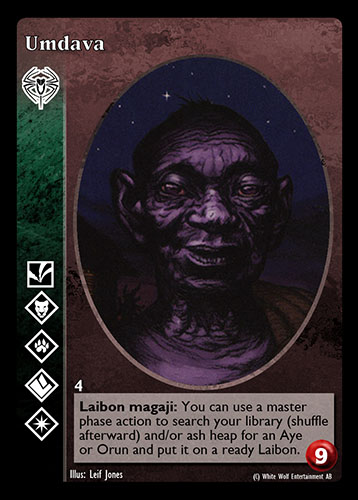 Umdava
4
Laibon magaji: You can use a master
phase action to search your library (shuffle
afterward) and/or ash heap for an Aye
or Orun and put it on a ready Laibon.
9
Illus: Leif Jones
(C) White Wolf Entertainment AB